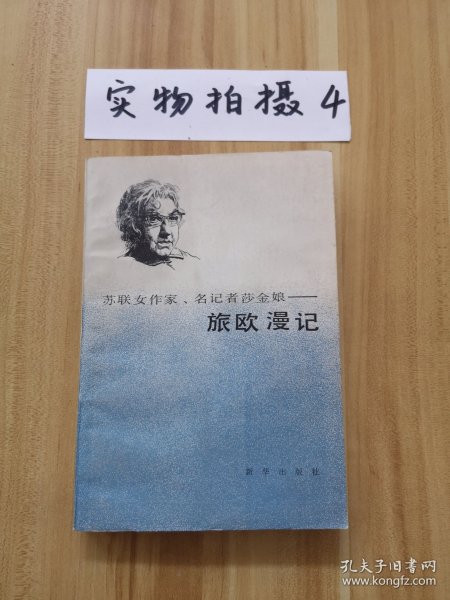 实物拍摄4
苏联女作家、名记者莎金娘——
旅欧漫记
新华出版社
孔夫子旧书网
www.kongfz.com